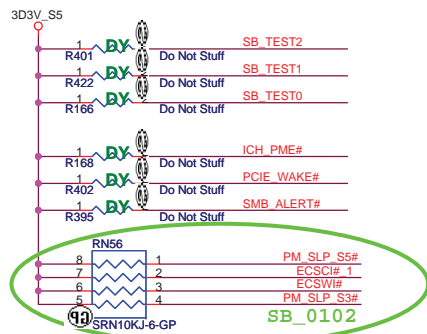 3D3V_S5
1 DY SB_TEST2
R401 Do Not Stuff
1 DY SB_TEST1
R422 Do Not Stuff
1 DY SB_TEST0
R166 Do Not Stuff
1 DY ICH_PME#
R168 Do Not Stuff
1 DY PCIE_WAKE#
R402 Do Not Stuff
1 DY SMB_ALERT#
R395 Do Not Stuff
RN56
8 1 PM_SLP_S5#
7 2 ECSCI#_1
6 3 ECSWI#
5 4 PM_SLP_S3#
SRN10KJ-6-GP SB_0102